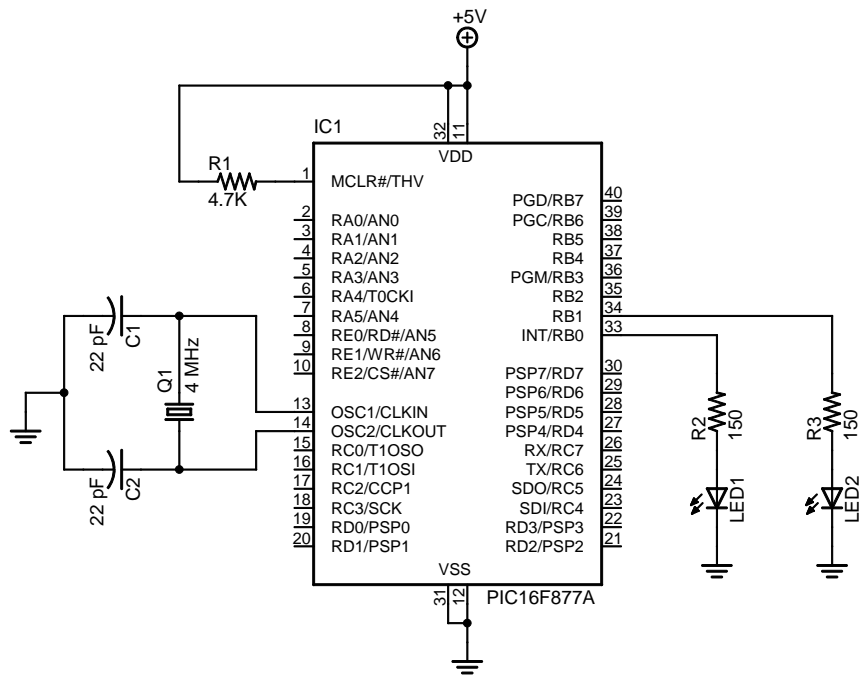 +5V
IC1
32
11
VDD
R1
4.7K
1
MCLR#/THV
PGD/RB7
40
2
RA0/AN0
PGC/RB6
39
3
RA1/AN1
RB5
38
4
RA2/AN2
RB4
37
5
RA3/AN3
PGM/RB3
36
6
RA4/T0CKI
RB2
35
7
RA5/AN4
RB1
34
8
RE0/RD#/AN5
INT/RB0
33
9
RE1/WR#/AN6
10
RE2/CS#/AN7
PSP7/RD7
30
PSP6/RD6
29
13
OSC1/CLKIN
PSP5/RD5
28
14
OSC2/CLKOUT
PSP4/RD4
27
15
RC0/T1OSO
RX/RC7
26
16
RC1/T1OSI
TX/RC6
25
17
RC2/CCP1
SDO/RC5
24
18
RC3/SCK
SDI/RC4
23
19
RD0/PSP0
RD3/PSP3
22
20
RD1/PSP1
RD2/PSP2
21
VSS
31
12
PIC16F877A
22 pF
C1
Q1
4 MHz
22 pF
C2
R2
150
LED1
R3
150
LED2